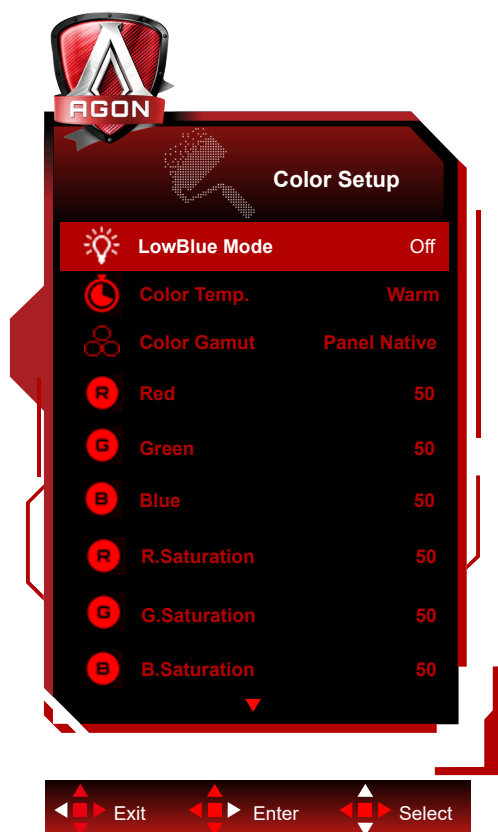 AGON
Color Setup
LowBlue Mode Off
Color Temp. Warm
Color Gamut Panel Native
R Red 50
G Green 50
B Blue 50
R R.Saturation 50
G G.Saturation 50
B B.Saturation 50
Exit Enter Select